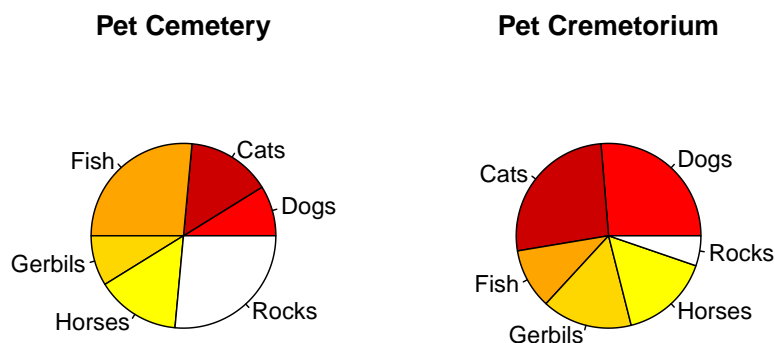 Pet Cemetery
Fish
Cats
Dogs
Gerbils
Horses
Rocks
Pet Cremetorium
Cats
Dogs
Fish
Rocks
Gerbils
Horses